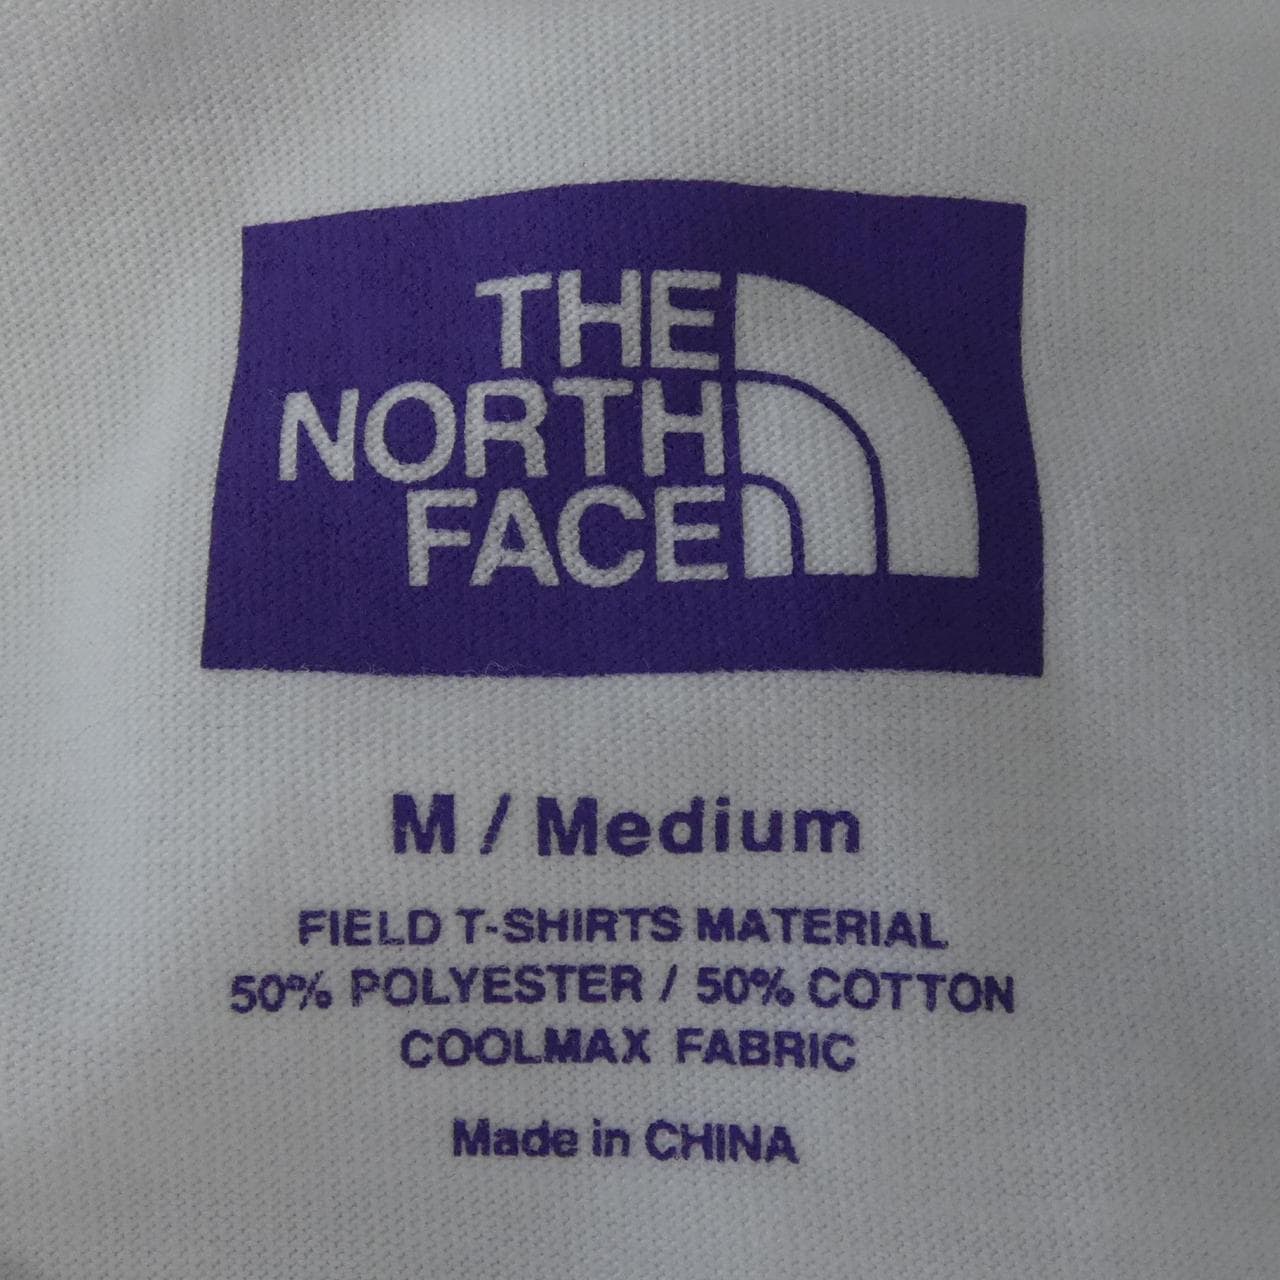 THE
NORTH
FACE
M / Medium
FIELD T-SHIRTS MATERIAL
50% POLYESTER / 50% COTTON
COOLMAX FABRIC
Made in CHINA